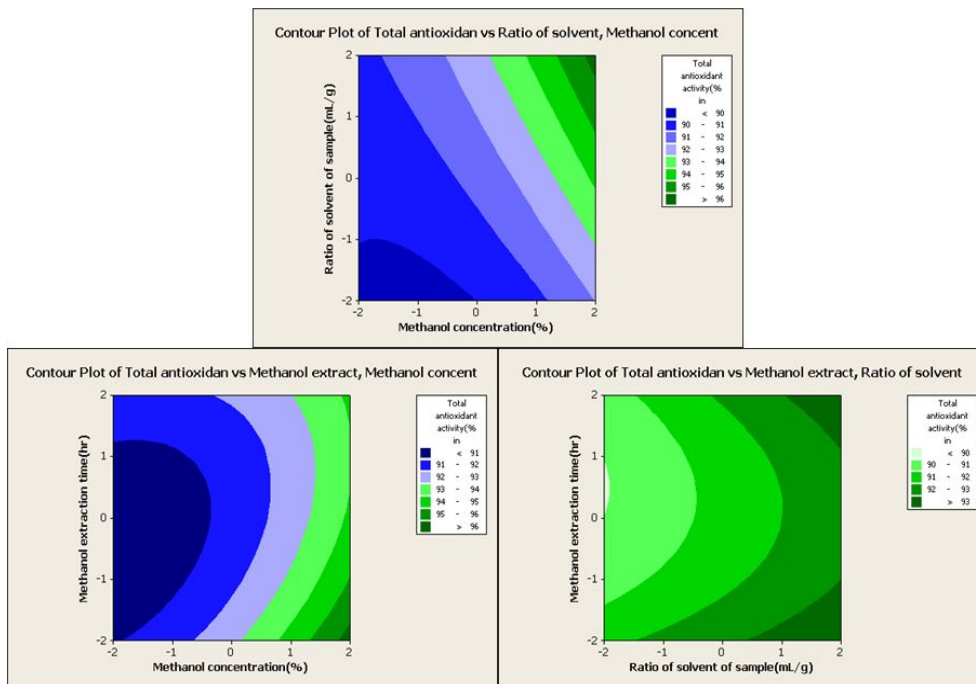 Contour Plot of Total antioxidan vs Ratio of solvent, Methanol concent
Ratio of solvent of sample(mL/g)
2
1
0
-1
-2
-2 -1 0 1 2
Methanol concentration(%)
Total
antioxidant
activity(%
in
< 90
90 - 91
91 - 92
92 - 93
93 - 94
94 - 95
95 - 96
> 96
Contour Plot of Total antioxidan vs Methanol extract, Methanol concent
Methanol extraction time(hr)
2
1
0
-1
-2
-2 -1 0 1 2
Methanol concentration(%)
Total
antioxidant
activity(%
in
< 91
91 - 92
92 - 93
93 - 94
94 - 95
95 - 96
> 96
Contour Plot of Total antioxidan vs Methanol extract, Ratio of solvent
Methanol extraction time(hr)
2
1
0
-1
-2
-2 -1 0 1 2
Ratio of solvent of sample(mL/g)
Total
antioxidant
activity(%
in
< 90
90 - 91
91 - 92
92 - 93
> 93